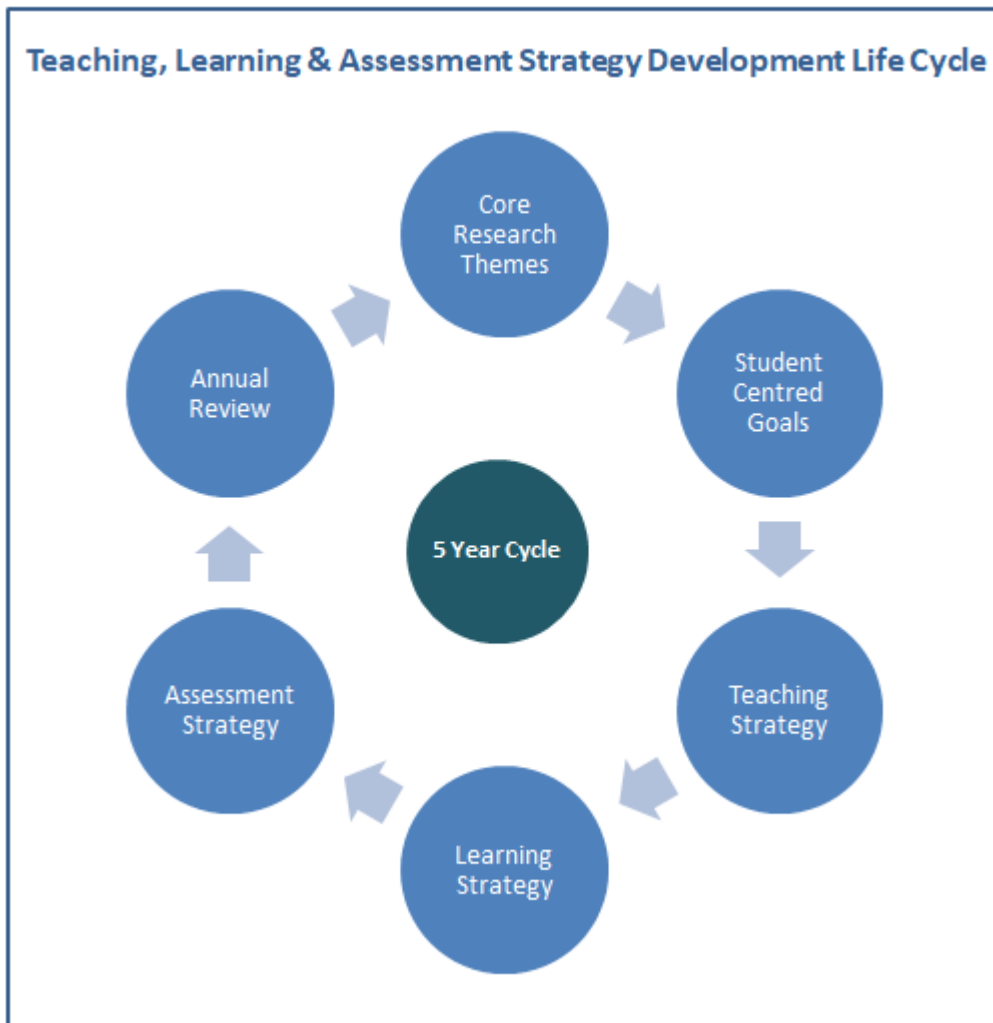 Teaching, Learning & Assessment Strategy Development Life Cycle
Core
Research
Themes
Student
Centred
Goals
Teaching
Strategy
Learning
Strategy
Assessment
Strategy
Annual
Review
5 Year Cycle